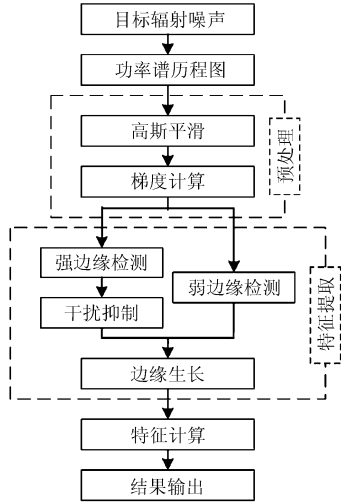 目标辐射噪声
功率谱历程图
高斯平滑
预处理
梯度计算
强边缘检测
弱边缘检测
特征提取
干扰抑制
边缘生长
特征计算
结果输出